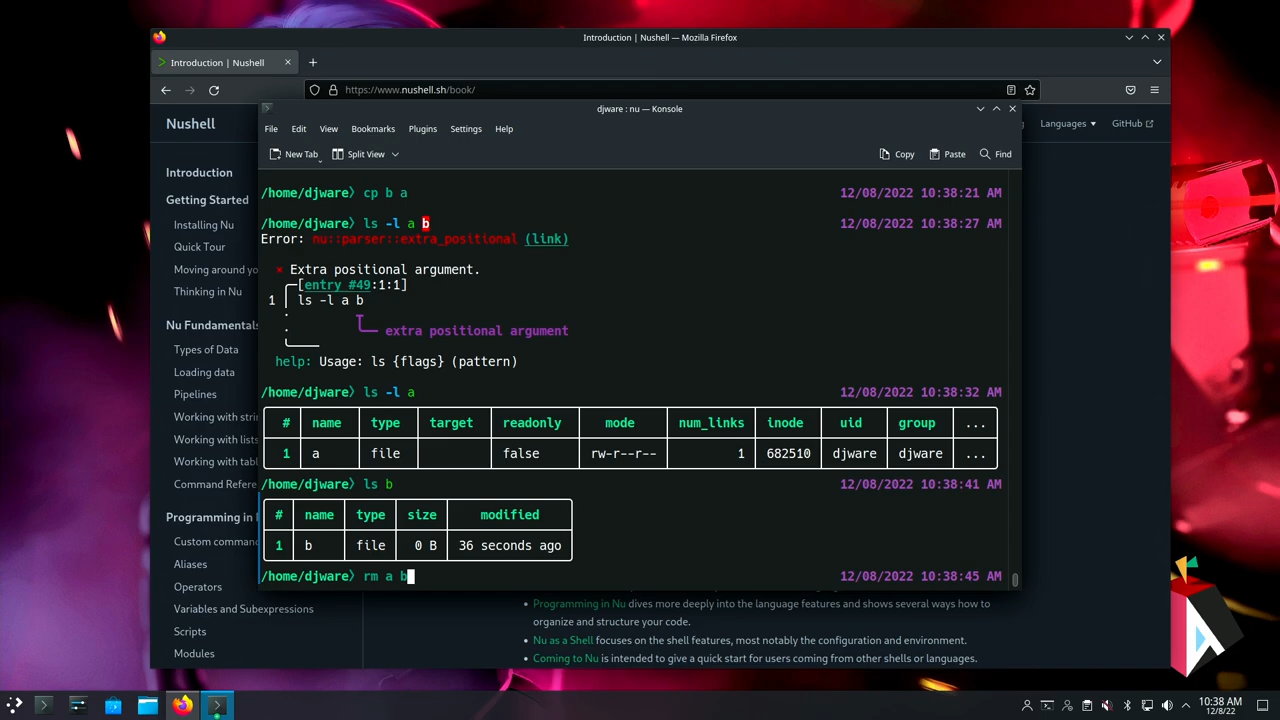 Introduction | Nushell — Mozilla Firefox
Introduction | Nushell
https://www.nushell.sh/book/
Nushell
Languages
GitHub
Introduction
Getting Started
Installing Nu
Quick Tour
Moving around yo
Thinking in Nu
Nu Fundamentals
Types of Data
Loading data
Pipelines
Working with strin
Working with lists
Working with tabl
Command Refere
Programming in N
Custom comman
Aliases
Operators
Variables and Subexpressions
Scripts
Modules
djware : nu — Konsole
File Edit View Bookmarks Plugins Settings Help
New Tab Split View Copy Paste Find
/home/djware〉 cp b a 12/08/2022 10:38:21 AM
/home/djware〉 ls -l a b 12/08/2022 10:38:27 AM
Error: nu::parser::extra_positional (link)
× Extra positional argument.
╭─[entry #49:1:1]
1 │ ls -l a b
· extra positional argument
╰────
help: Usage: ls {flags} (pattern)
/home/djware〉 ls -l a 12/08/2022 10:38:32 AM
# name type target readonly mode num_links inode uid group ...
1 a file false rw-r--r-- 1 682510 djware djware ...
/home/djware〉 ls b 12/08/2022 10:38:41 AM
# name type size modified
1 b file 0 B 36 seconds ago
/home/djware〉 rm a b 12/08/2022 10:38:45 AM
Programming in Nu dives more deeply into the language features and shows several ways how to
organize and structure your code.
Nu as a Shell focuses on the shell features, most notably the configuration and environment.
Coming to Nu is intended to give a quick start for users coming from other shells or languages.
10:38 AM
12/8/22